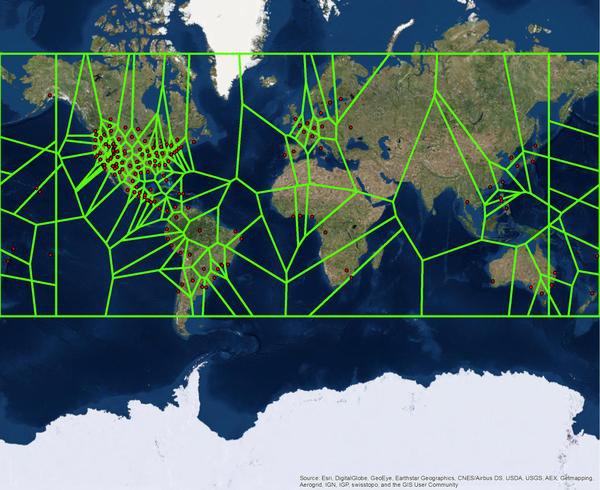 Source: Esri, DigitalGlobe, GeoEye, Earthstar Geographics, CNES/Airbus DS, USDA, USGS, AEX, Getmapping,
Aerogrid, IGN, IGP, swisstopo, and the GIS User Community